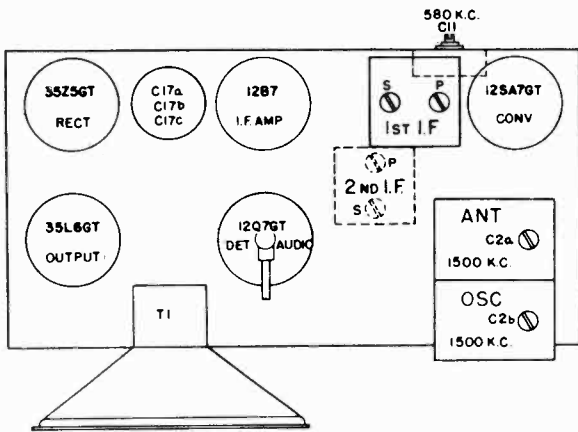 580 K.C.
C11
35Z5GT
RECT
C17a
C17b
C17c
12B7
I.F. AMP
S P
1ST I.F
12SA7GT
CONV
P
2ND I.F.
S
35L6GT
OUTPUT
12Q7GT
DET AUDIO
ANT
C2a
1500 K.C.
OSC
C2b
1500 K.C.
T1